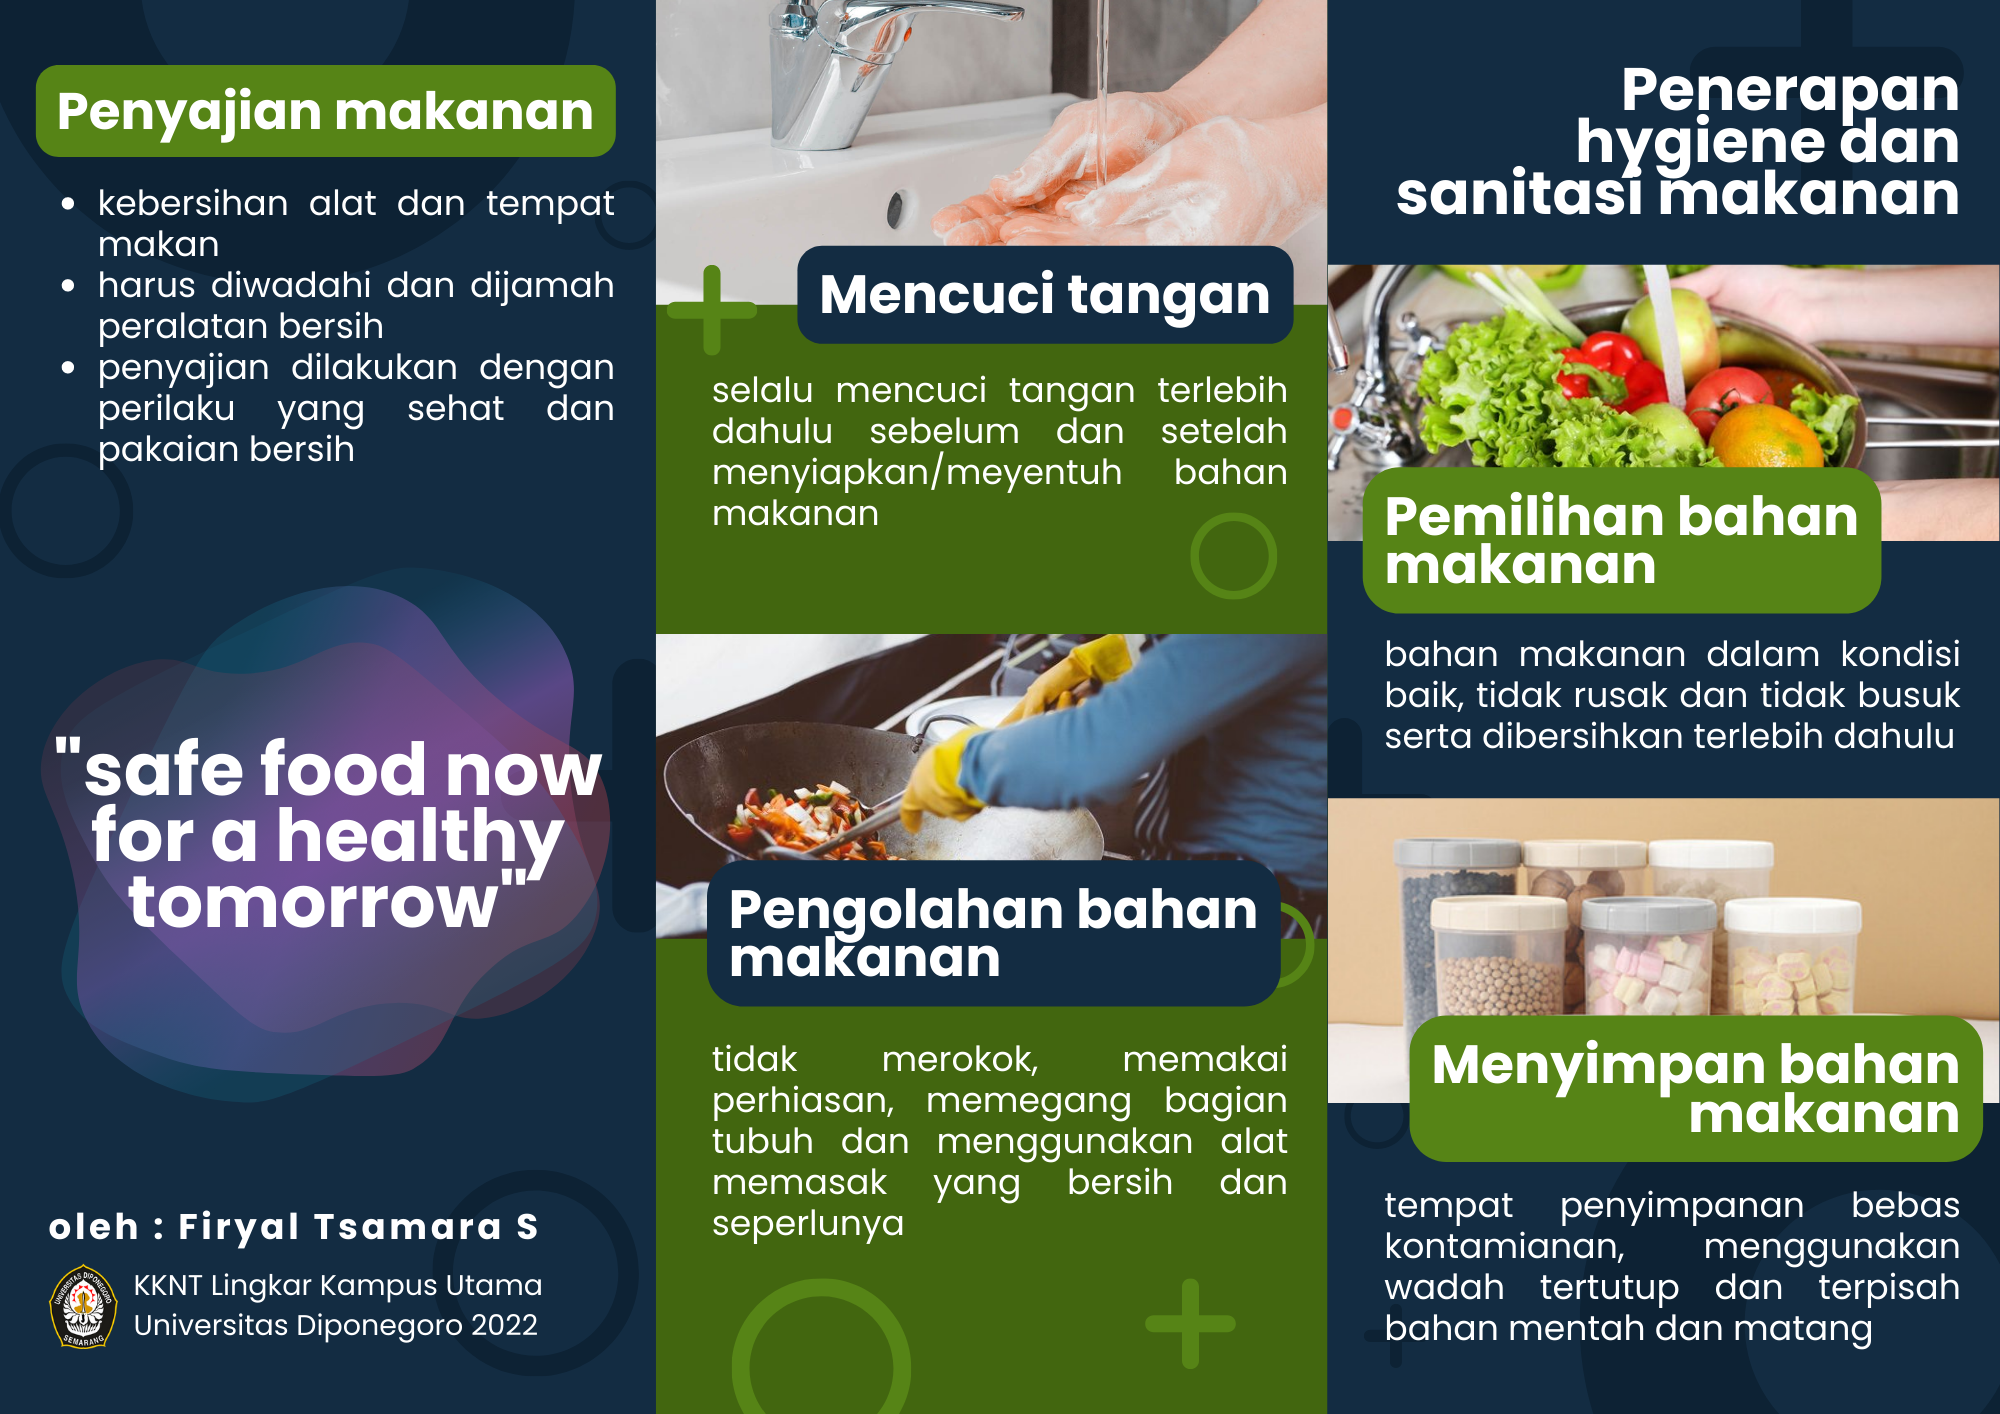 Penyajian makanan
• kebersihan alat dan tempat
makan
• harus diwadahi dan dijamah
peralatan bersih
• penyajian dilakukan dengan
perilaku yang sehat dan
pakaian bersih
"safe food now
for a healthy
tomorrow"
oleh : Firyal Tsamara S
UNIVERSITAS DIPONEGORO
SEMARANG
KKNT Lingkar Kampus Utama
Universitas Diponegoro 2022
Mencuci tangan
selalu mencuci tangan terlebih
dahulu sebelum dan setelah
menyiapkan/meyentuh bahan
makanan
Pengolahan bahan
makanan
tidak merokok, memakai
perhiasan, memegang bagian
tubuh dan menggunakan alat
memasak yang bersih dan
seperlunya
Penerapan
hygiene dan
sanitasi makanan
Pemilihan bahan
makanan
bahan makanan dalam kondisi
baik, tidak rusak dan tidak busuk
serta dibersihkan terlebih dahulu
Menyimpan bahan
makanan
tempat penyimpanan bebas
kontamianan, menggunakan
wadah tertutup dan terpisah
bahan mentah dan matang